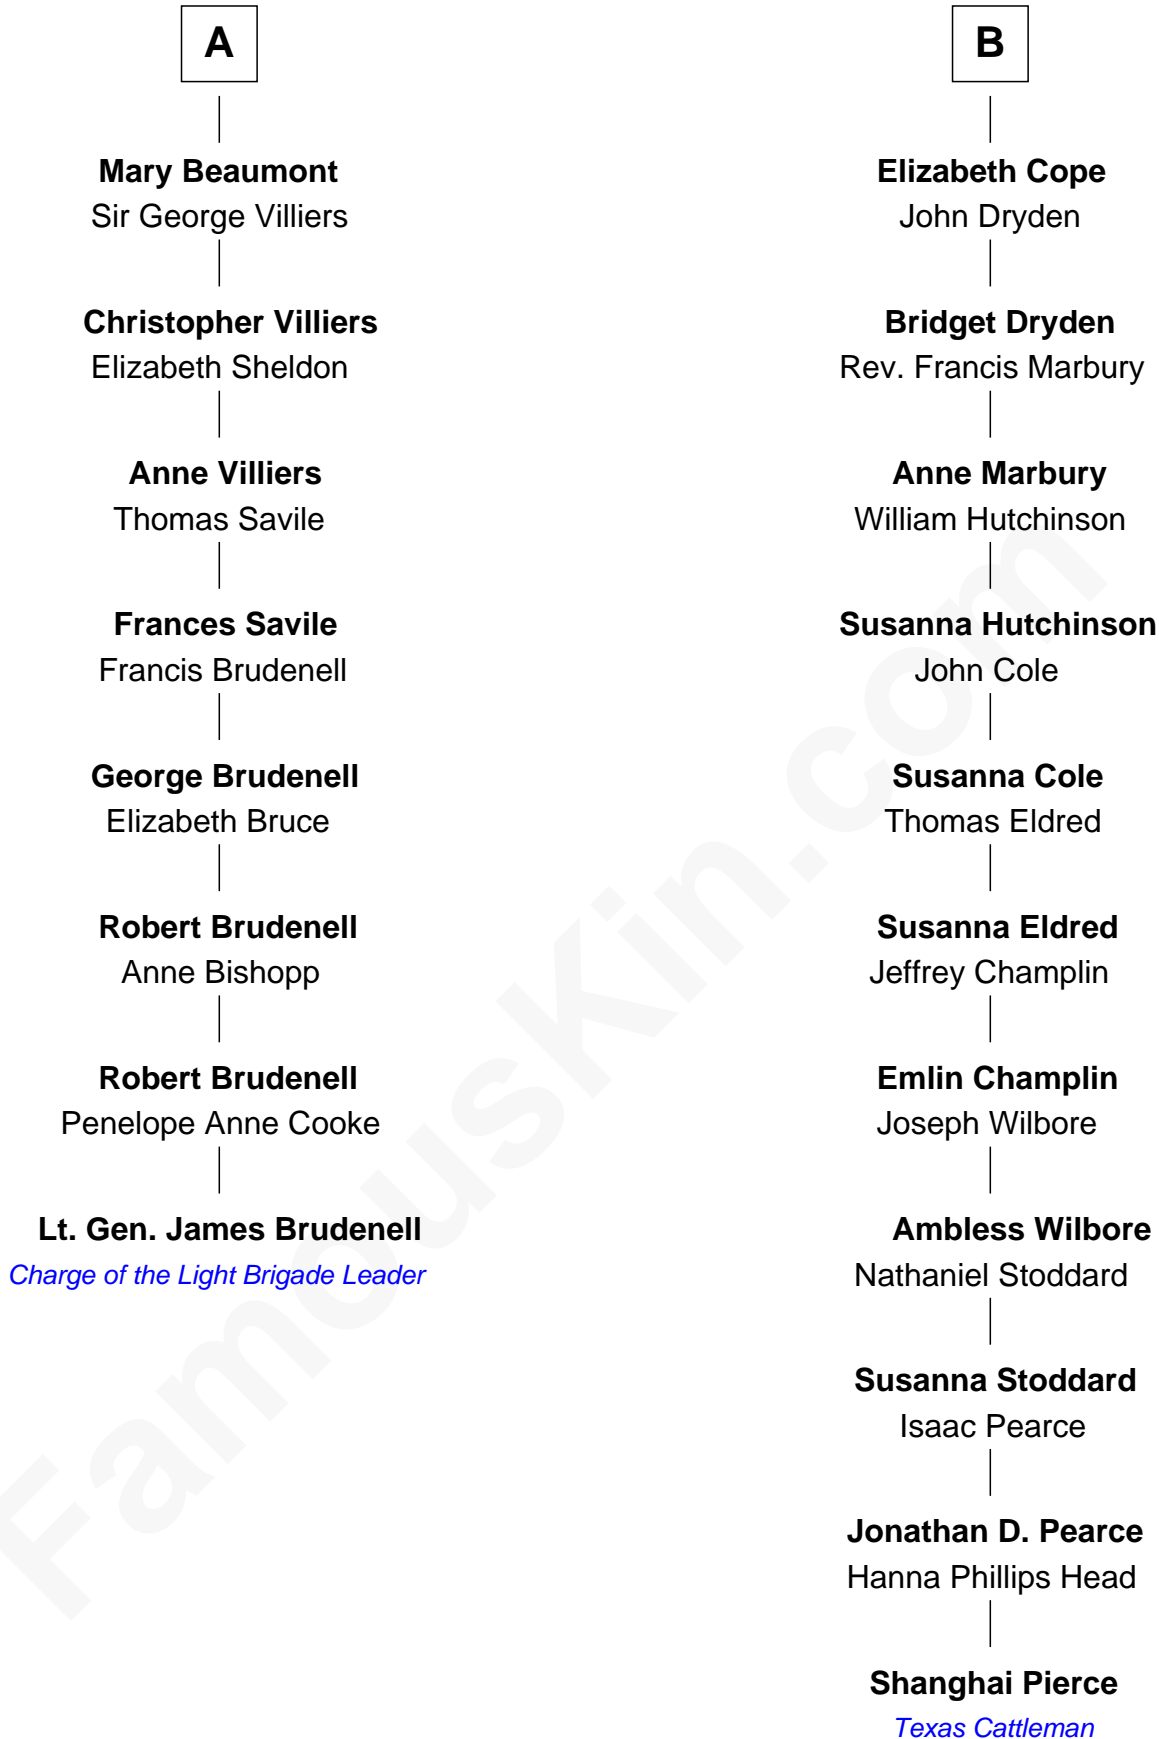 A
Mary Beaumont
Sir George Villiers
Christopher Villiers
Elizabeth Sheldon
Anne Villiers
Thomas Savile
Frances Savile
Francis Brudenell
George Brudenell
Elizabeth Bruce
Robert Brudenell
Anne Bishopp
Robert Brudenell
Penelope Anne Cooke
Lt. Gen. James Brudenell
Charge of the Light Brigade Leader
B
Elizabeth Cope
John Dryden
Bridget Dryden
Rev. Francis Marbury
Anne Marbury
William Hutchinson
Susanna Hutchinson
John Cole
Susanna Cole
Thomas Eldred
Susanna Eldred
Jeffrey Champlin
Emlin Champlin
Joseph Wilbore
Ambless Wilbore
Nathaniel Stoddard
Susanna Stoddard
Isaac Pearce
Jonathan D. Pearce
Hanna Phillips Head
Shanghai Pierce
Texas Cattleman
FamousKin.com